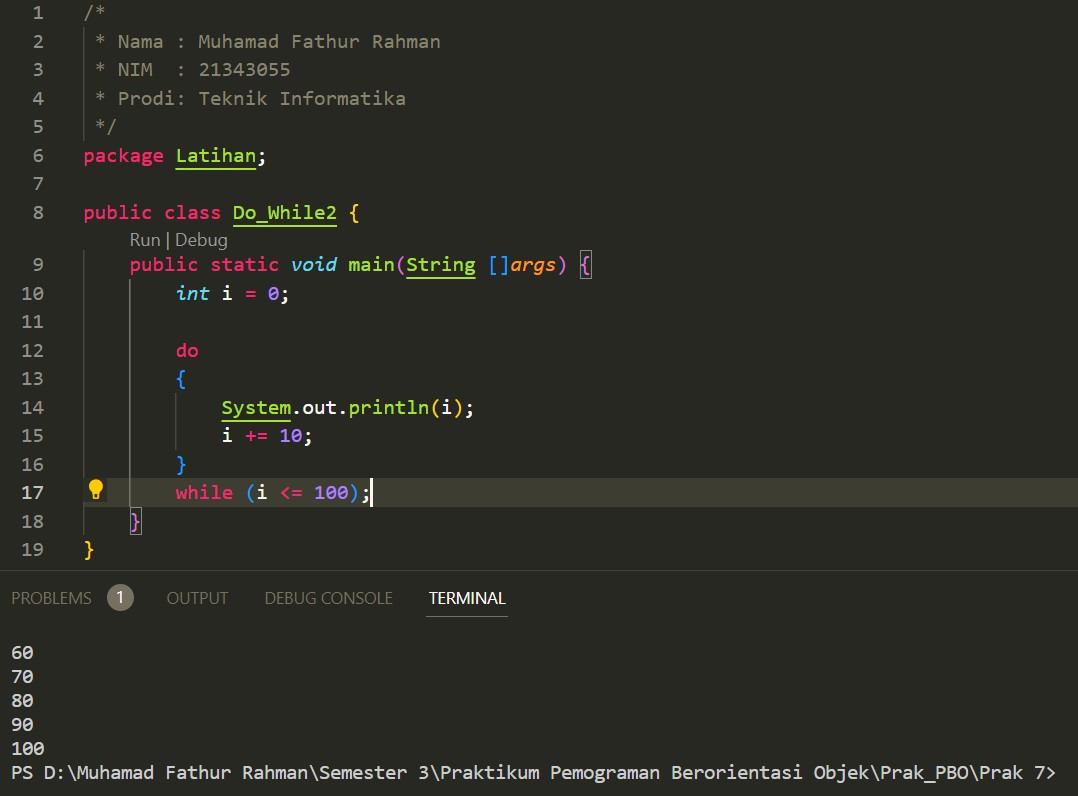 1 /*
2 * Nama : Muhamad Fathur Rahman
3 * NIM  : 21343055
4 * Prodi: Teknik Informatika
5 */
6 package Latihan;
7
8 public class Do_While2 {
Run | Debug
9     public static void main(String []args) {
10         int i = 0;
11
12         do
13         {
14             System.out.println(i);
15             i += 10;
16         }
17         while (i <= 100);
18     }
19 }
PROBLEMS 1 OUTPUT DEBUG CONSOLE TERMINAL
60
70
80
90
100
PS D:\Muhamad Fathur Rahman\Semester 3\Praktikum Pemograman Berorientasi Objek\Prak_PBO\Prak 7>